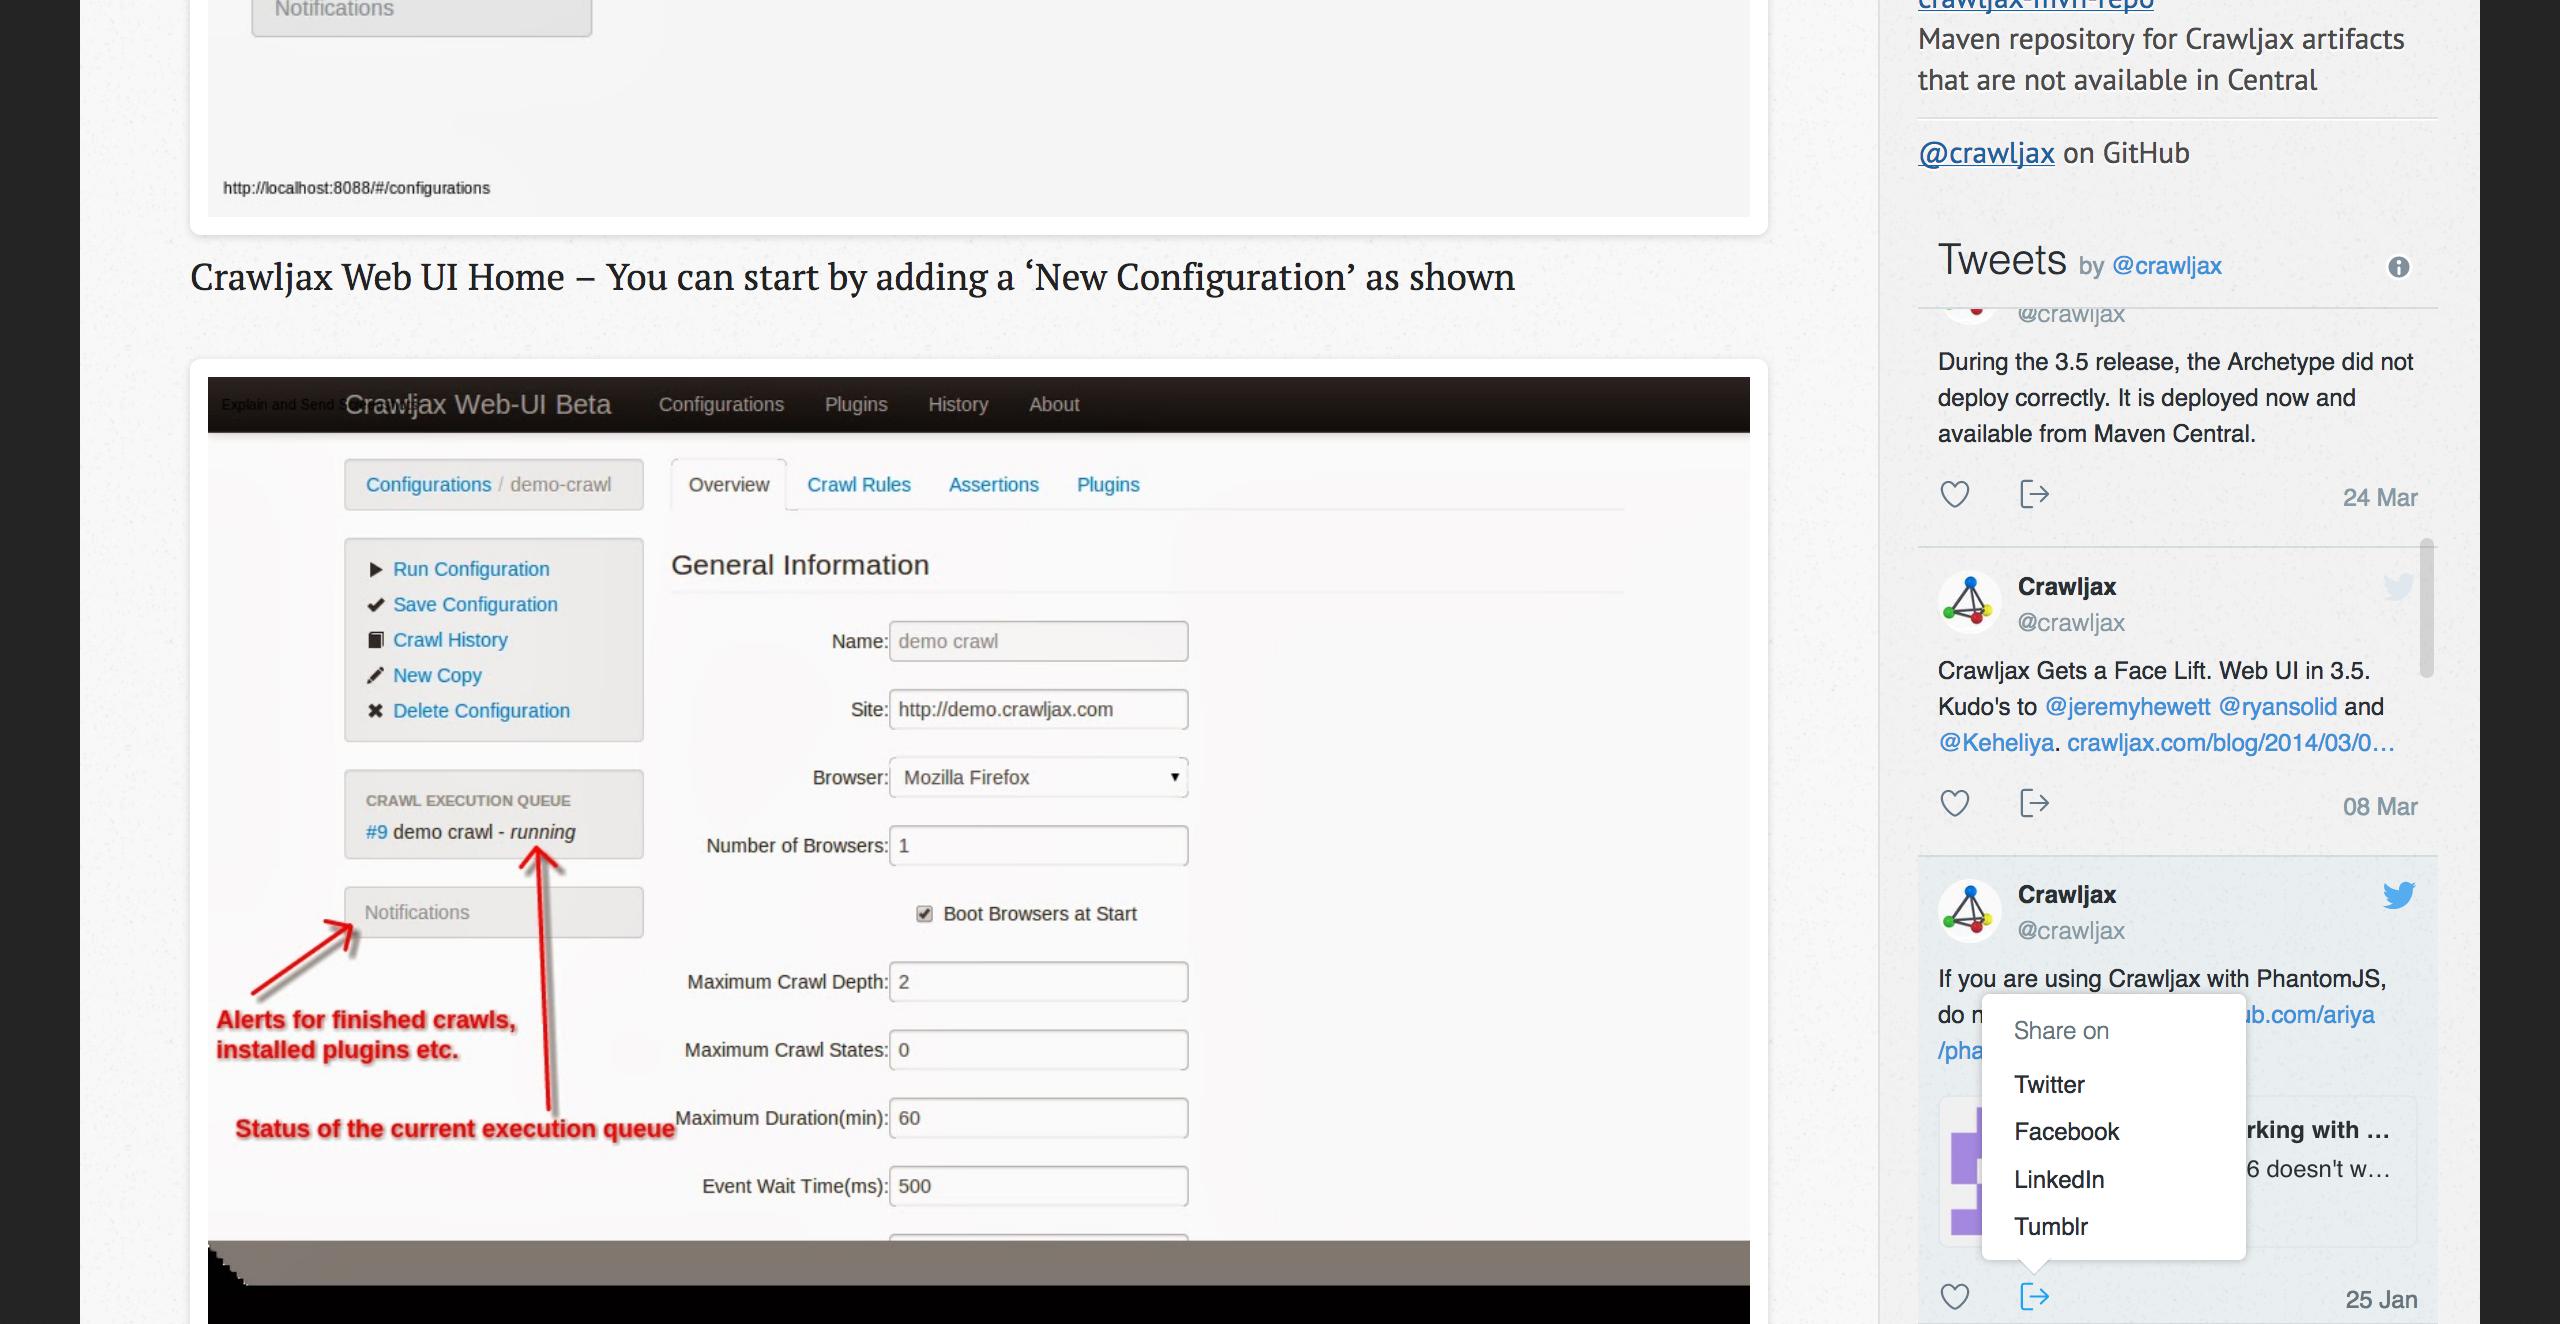 Notifications
http://localhost:8088/#/configurations
Crawljax Web UI Home – You can start by adding a ‘New Configuration’ as shown
Explain and Send
Crawljax Web-UI Beta
Configurations Plugins History About
Configurations / demo-crawl
Run Configuration
Save Configuration
Crawl History
New Copy
Delete Configuration
CRAWL EXECUTION QUEUE
#9 demo crawl - running
Notifications
Alerts for finished crawls,
installed plugins etc.
Status of the current execution queue
Overview Crawl Rules Assertions Plugins
General Information
Name: demo crawl
Site: http://demo.crawljax.com
Browser: Mozilla Firefox
Number of Browsers: 1
Boot Browsers at Start
Maximum Crawl Depth: 2
Maximum Crawl States: 0
Maximum Duration(min): 60
Event Wait Time(ms): 500
crawljax-mvn-repo
Maven repository for Crawljax artifacts
that are not available in Central
@crawljax on GitHub
Tweets by @crawljax
@crawljax
During the 3.5 release, the Archetype did not
deploy correctly. It is deployed now and
available from Maven Central.
24 Mar
Crawljax
@crawljax
Crawljax Gets a Face Lift. Web UI in 3.5.
Kudo's to @jeremyhewett @ryansolid and
@Keheliya. crawljax.com/blog/2014/03/0…
08 Mar
Crawljax
@crawljax
If you are using Crawljax with PhantomJS,
do n ub.com/ariya
/pha
rking with …
6 doesn't w…
Share on
Twitter
Facebook
LinkedIn
Tumblr
25 Jan